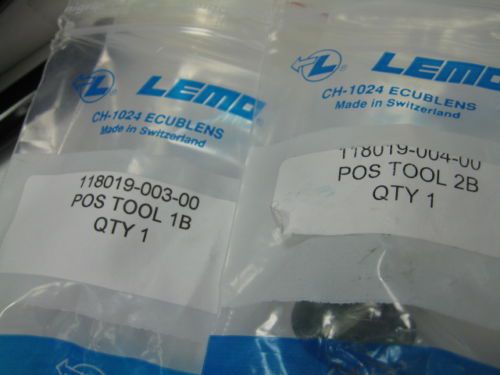 LEMO
CH-1024 ECUBLENS
Made in Switzerland
118019-003-00
POS TOOL 1B
QTY 1
LEMO
CH-1024 ECUBLENS
Made in Switzerland
118019-004-00
POS TOOL 2B
QTY 1